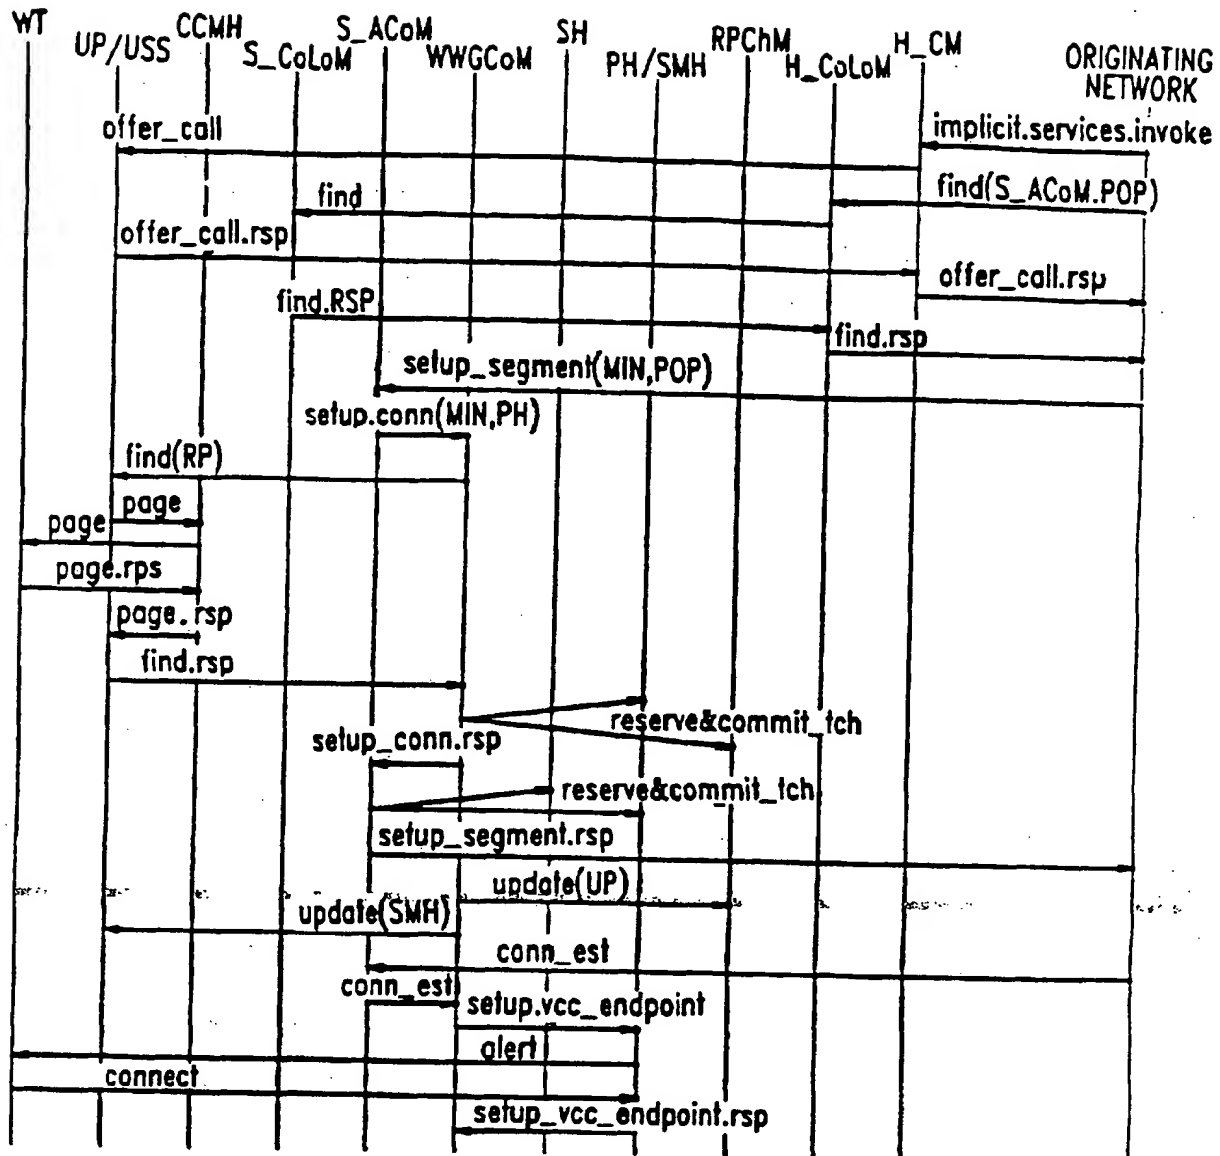 WT
UP/USS
CCMH
S_CoLoM
S_ACoM
WWGCoM
SH
PH/SMH
RPChM
H_CoLoM
H_CM
ORIGINATING
NETWORK
offer_call
implicit.services.invoke
find
find(S_ACoM.POP)
offer_call.rsp
offer_call.rsp
find.RSP
find.rsp
setup_segment(MIN,POP)
setup.conn(MIN,PH)
find(RP)
page
page
page.rps
page.rsp
find.rsp
reserve&commit_tch
setup_conn.rsp
reserve&commit_tch
setup_segment.rsp
update(UP)
update(SMH)
conn_est
conn_est
setup.vcc_endpoint
alert
connect
setup_vcc_endpoint.rsp